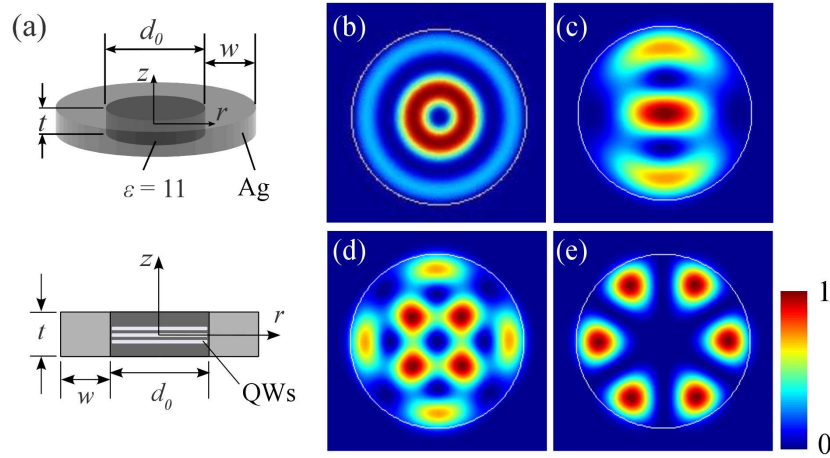 (a)
d₀
w
z
t
r
ε = 11
Ag
z
t
r
w
d₀
QWs
(b)
(c)
(d)
(e)
1
0